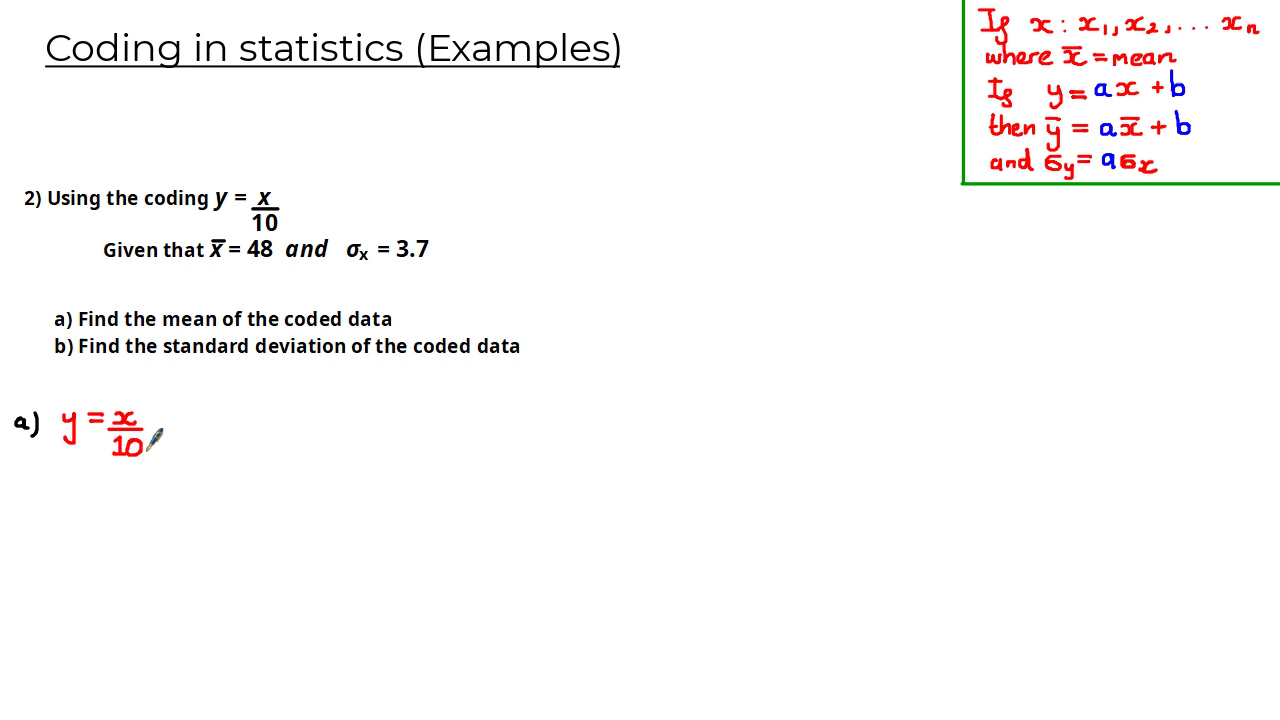 Coding in statistics (Examples)
If x : x₁, x₂, ... xₙ
where x̄ = mean
If y = ax + b
then ȳ = ax̄ + b
and σy = aσx
2) Using the coding y = x/10
Given that x̄ = 48 and σx = 3.7
a) Find the mean of the coded data
b) Find the standard deviation of the coded data
a) y = x/10